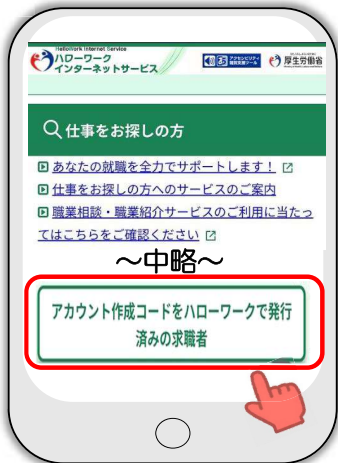 HelloWork Internet Service
ハローワーク
インターネットサービス
厚生労働省
仕事をお探しの方
あなたの就職を全力でサポートします！
仕事をお探しの方へのサービスのご案内
職業相談・職業紹介サービスのご利用に当たっ
てはこちらをご確認ください
～中略～
アカウント作成コードをハローワークで発行
済みの求職者